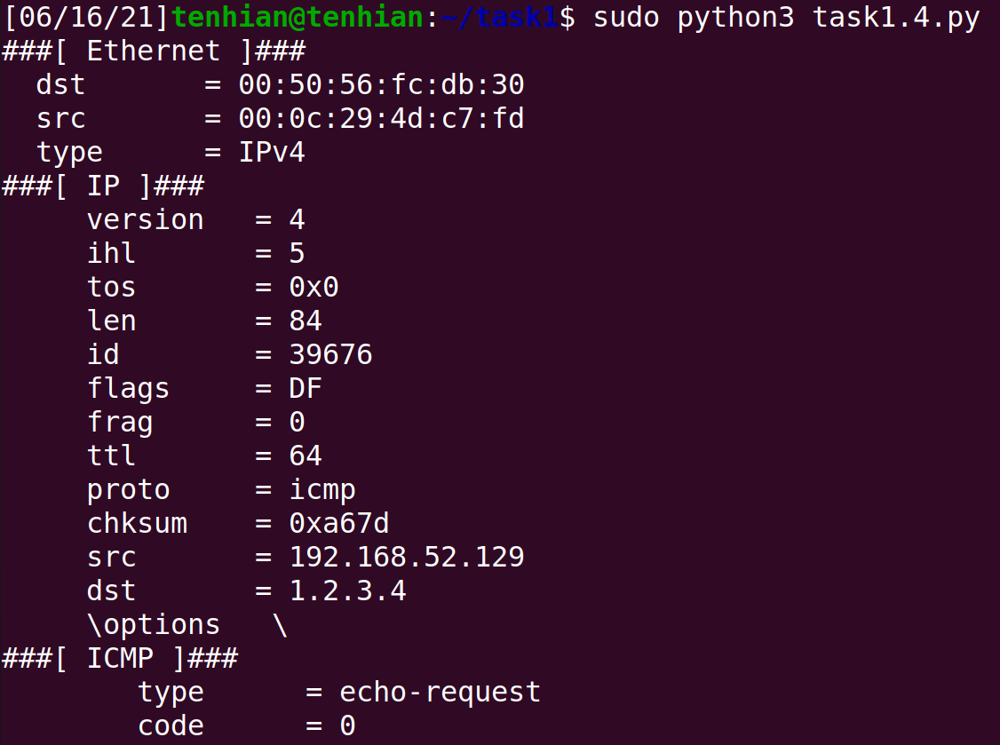 [06/16/21]tenhian@tenhian:~/task1$ sudo python3 task1.4.py
###[ Ethernet ]###
  dst       = 00:50:56:fc:db:30
  src       = 00:0c:29:4d:c7:fd
  type      = IPv4
###[ IP ]###
     version   = 4
     ihl       = 5
     tos       = 0x0
     len       = 84
     id        = 39676
     flags     = DF
     frag      = 0
     ttl       = 64
     proto     = icmp
     chksum    = 0xa67d
     src       = 192.168.52.129
     dst       = 1.2.3.4
     \options   \
###[ ICMP ]###
        type      = echo-request
        code      = 0